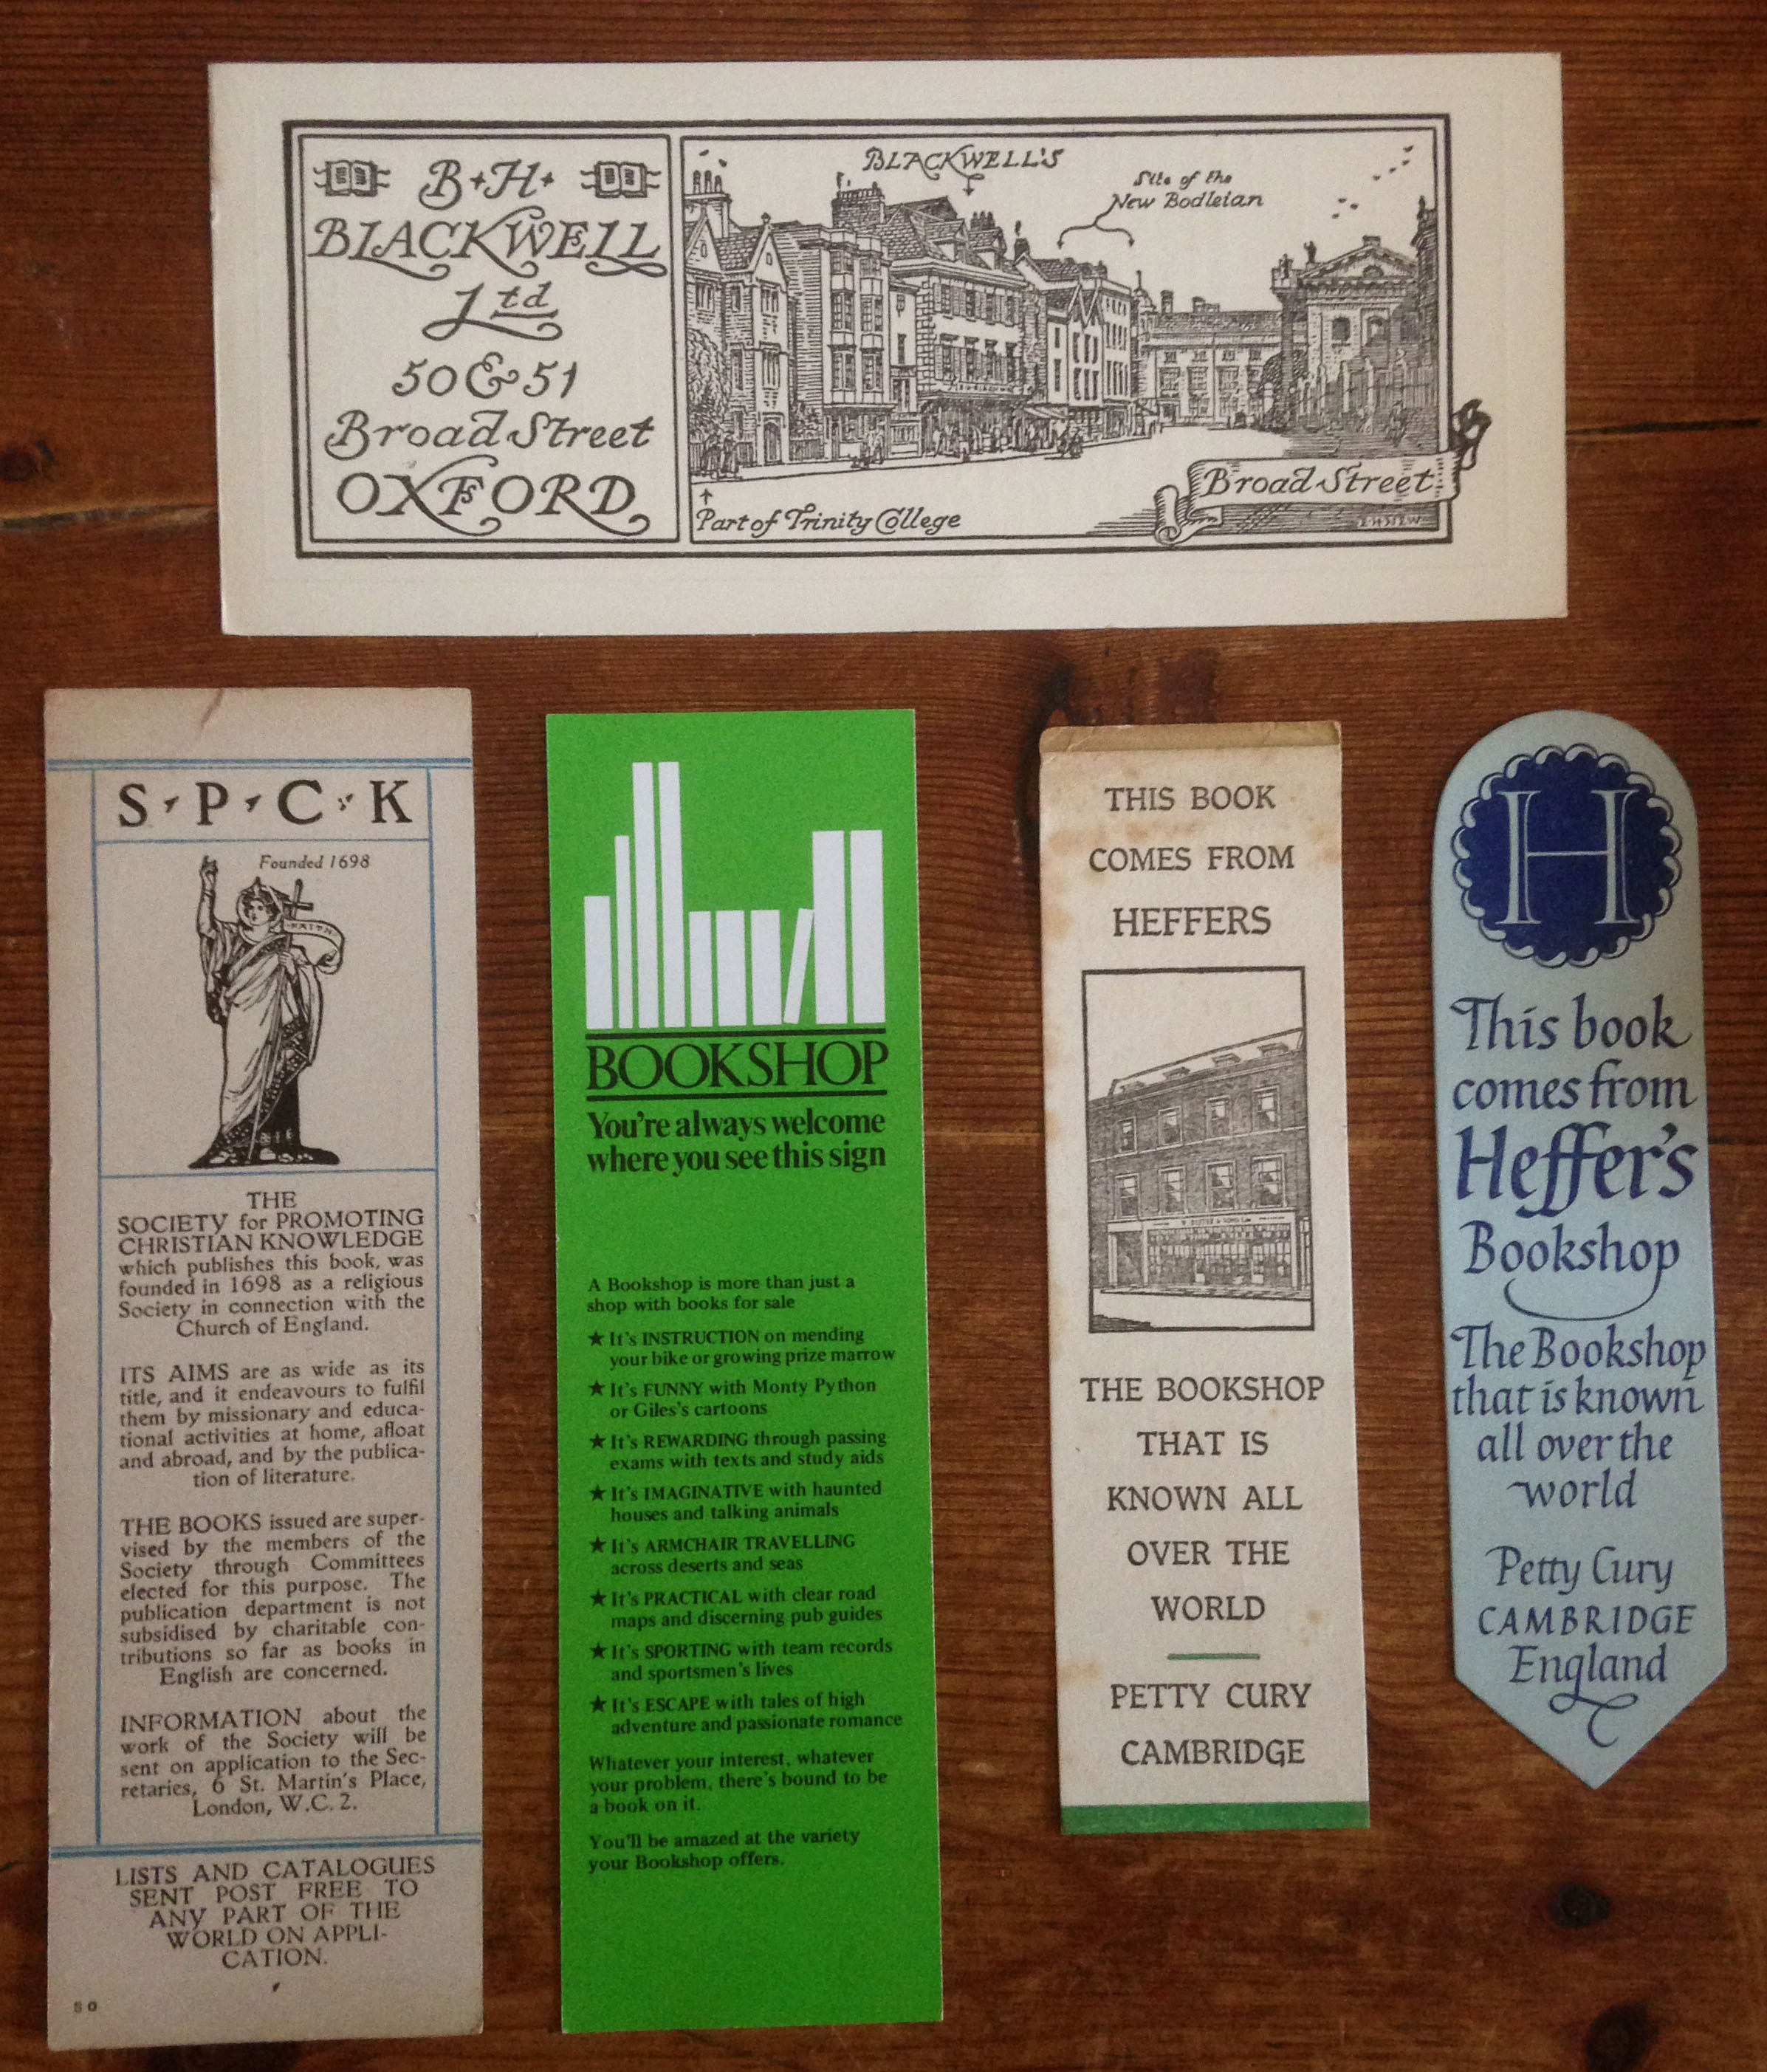 B·H·
BLACKWELL
Ltd
50 & 51
Broad Street
OXFORD
BLACKWELL'S
Site of the
New Bodleian
Part of Trinity College
Broad Street
E·H·NEW
S·P·C·K
Founded 1698
FAITH
THE
SOCIETY for PROMOTING
CHRISTIAN KNOWLEDGE
which publishes this book, was
founded in 1698 as a religious
Society in connection with the
Church of England.
ITS AIMS are as wide as its
title, and it endeavours to fulfil
them by missionary and educa-
tional activities at home, afloat
and abroad, and by the publica-
tion of literature.
THE BOOKS issued are super-
vised by the members of the
Society through Committees
elected for this purpose. The
publication department is not
subsidised by charitable con-
tributions so far as books in
English are concerned.
INFORMATION about the
work of the Society will be
sent on application to the Sec-
retaries, 6 St. Martin's Place,
London, W.C.2.
LISTS AND CATALOGUES
SENT POST FREE TO
ANY PART OF THE
WORLD ON APPLI-
CATION.
50
BOOKSHOP
You're always welcome
where you see this sign
A Bookshop is more than just a
shop with books for sale
★ It's INSTRUCTION on mending
your bike or growing prize marrow
★ It's FUNNY with Monty Python
or Giles's cartoons
★ It's REWARDING through passing
exams with texts and study aids
★ It's IMAGINATIVE with haunted
houses and talking animals
★ It's ARMCHAIR TRAVELLING
across deserts and seas
★ It's PRACTICAL with clear road
maps and discerning pub guides
★ It's SPORTING with team records
and sportsmen's lives
★ It's ESCAPE with tales of high
adventure and passionate romance
Whatever your interest, whatever
your problem, there's bound to be
a book on it.
You'll be amazed at the variety
your Bookshop offers.
THIS BOOK
COMES FROM
HEFFERS
W. HEFFER & SONS Ltd
THE BOOKSHOP
THAT IS
KNOWN ALL
OVER THE
WORLD
PETTY CURY
CAMBRIDGE
H
This book
comes from
Heffer's
Bookshop
The Bookshop
that is known
all over the
world
Petty Cury
CAMBRIDGE
England